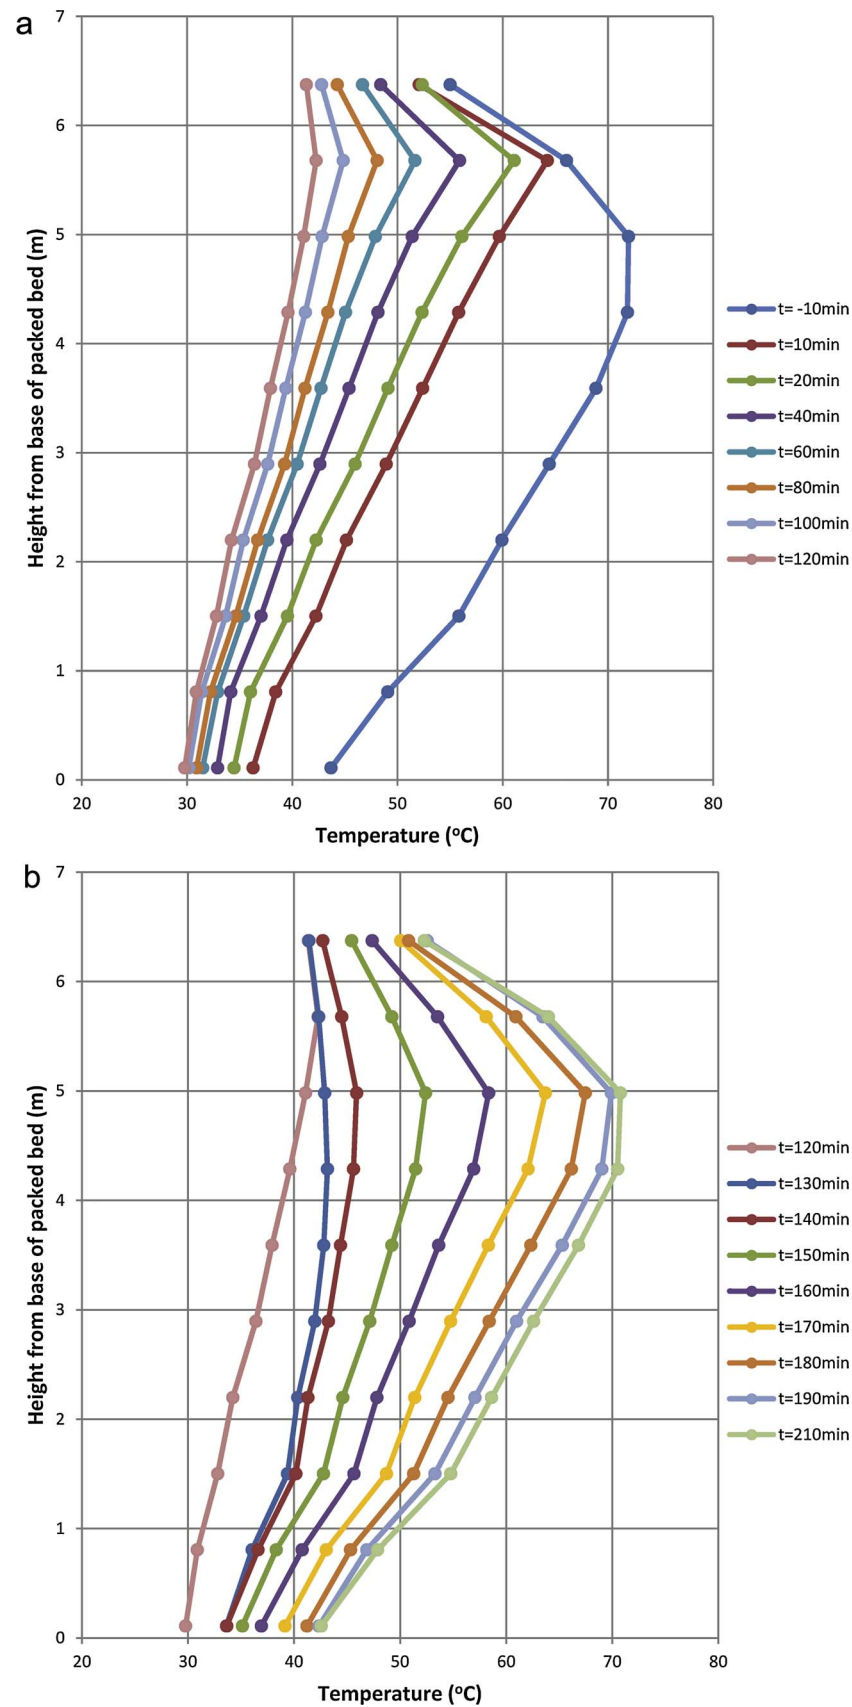 a
7
6
5
4
3
2
1
0
Height from base of packed bed (m)
20 30 40 50 60 70 80
Temperature (ºC)
t= -10min
t=10min
t=20min
t=40min
t=60min
t=80min
t=100min
t=120min
b
7
6
5
4
3
2
1
0
Height from base of packed bed (m)
20 30 40 50 60 70 80
Temperature (ºC)
t=120min
t=130min
t=140min
t=150min
t=160min
t=170min
t=180min
t=190min
t=210min